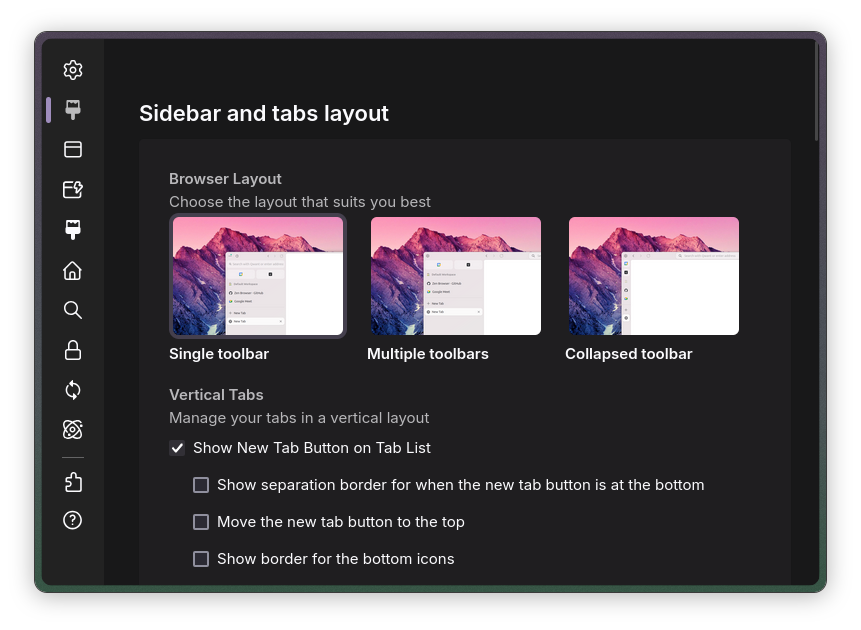 Sidebar and tabs layout
Browser Layout
Choose the layout that suits you best
Single toolbar
Multiple toolbars
Collapsed toolbar
Vertical Tabs
Manage your tabs in a vertical layout
Show New Tab Button on Tab List
Show separation border for when the new tab button is at the bottom
Move the new tab button to the top
Show border for the bottom icons